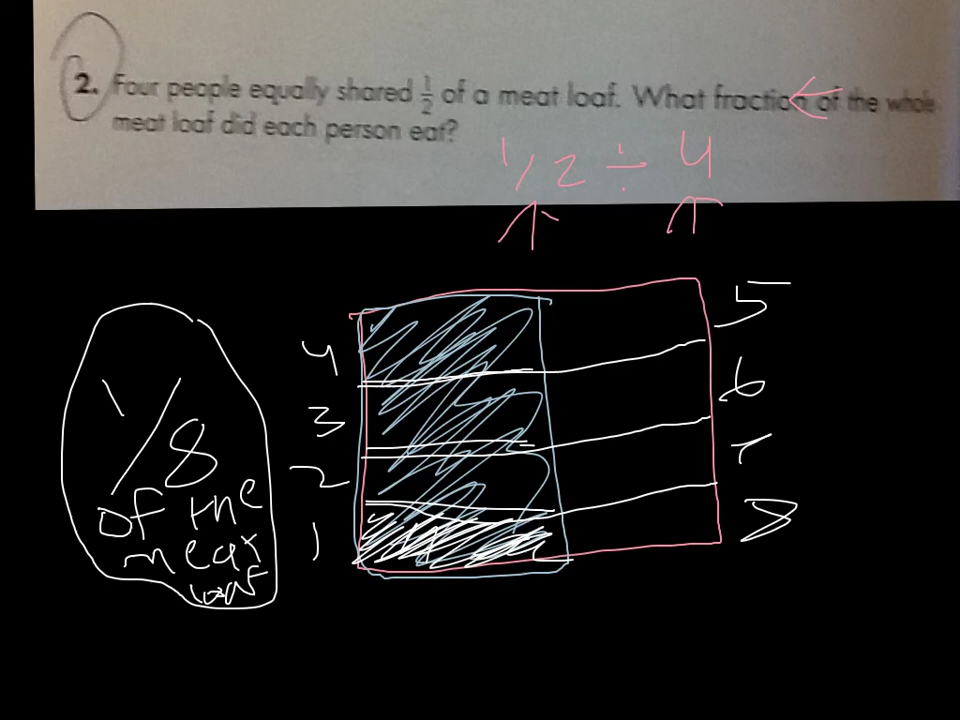 2. Four people equally shared 1/2 of a meat loaf. What fraction of the whole
meat loaf did each person eat?
1/2 ÷ 4
5
4
6
3
7
2
8
1
1/8
of the
meat
loaf